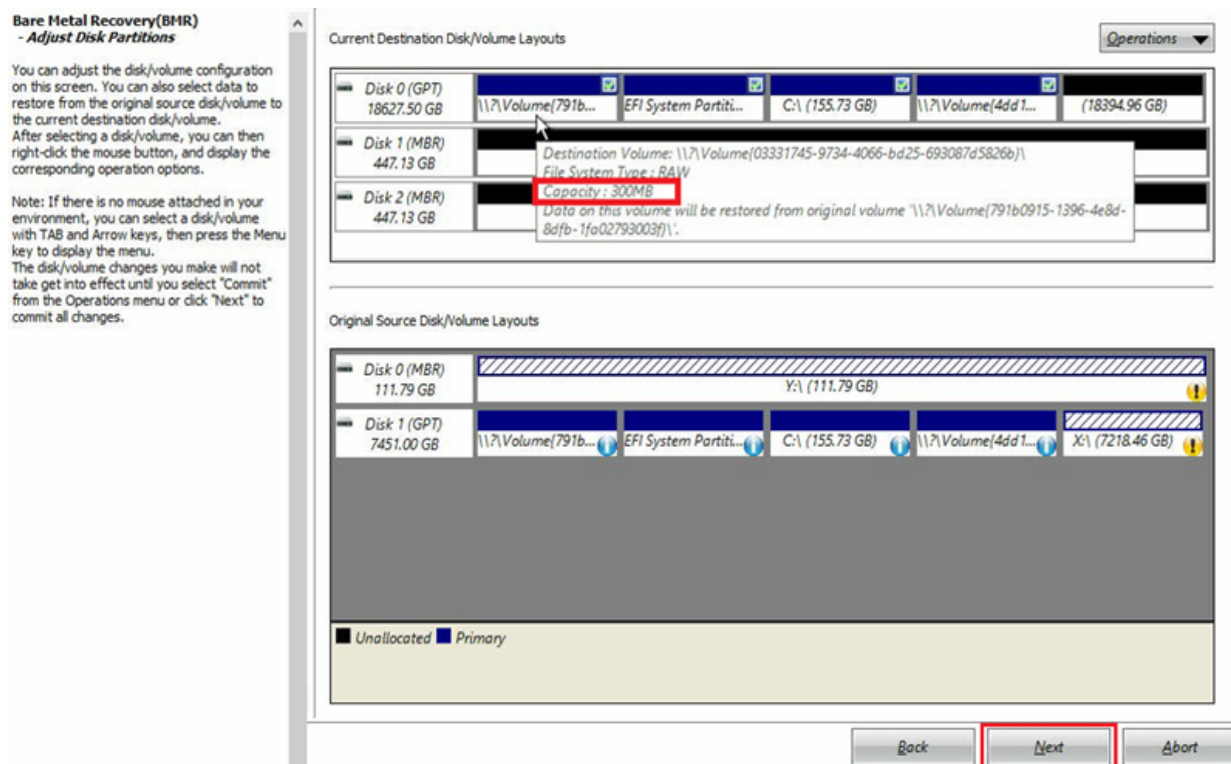 Bare Metal Recovery(BMR)
- Adjust Disk Partitions
You can adjust the disk/volume configuration
on this screen. You can also select data to
restore from the original source disk/volume to
the current destination disk/volume.
After selecting a disk/volume, you can then
right-click the mouse button, and display the
corresponding operation options.
Note: If there is no mouse attached in your
environment, you can select a disk/volume
with TAB and Arrow keys, then press the Menu
key to display the menu.
The disk/volume changes you make will not
take get into effect until you select "Commit"
from the Operations menu or click "Next" to
commit all changes.
Current Destination Disk/Volume Layouts
Operations
Disk 0 (GPT)
18627.50 GB
\\?\Volume{791b...
EFI System Partiti...
C:\ (155.73 GB)
\\?\Volume{4dd1...
(18394.96 GB)
Disk 1 (MBR)
447.13 GB
Disk 2 (MBR)
447.13 GB
Destination Volume: \\?\Volume{03331745-9734-4066-bd25-693087d5826b}\
File System Type : RAW
Capacity : 300MB
Data on this volume will be restored from original volume '\\?\Volume{791b0915-1396-4e8d-
8dfb-1fa02793003f}\'.
Original Source Disk/Volume Layouts
Disk 0 (MBR)
111.79 GB
Y:\ (111.79 GB)
Disk 1 (GPT)
7451.00 GB
\\?\Volume{791b...
EFI System Partiti...
C:\ (155.73 GB)
\\?\Volume{4dd1...
X:\ (7218.46 GB)
Unallocated Primary
Back Next Abort